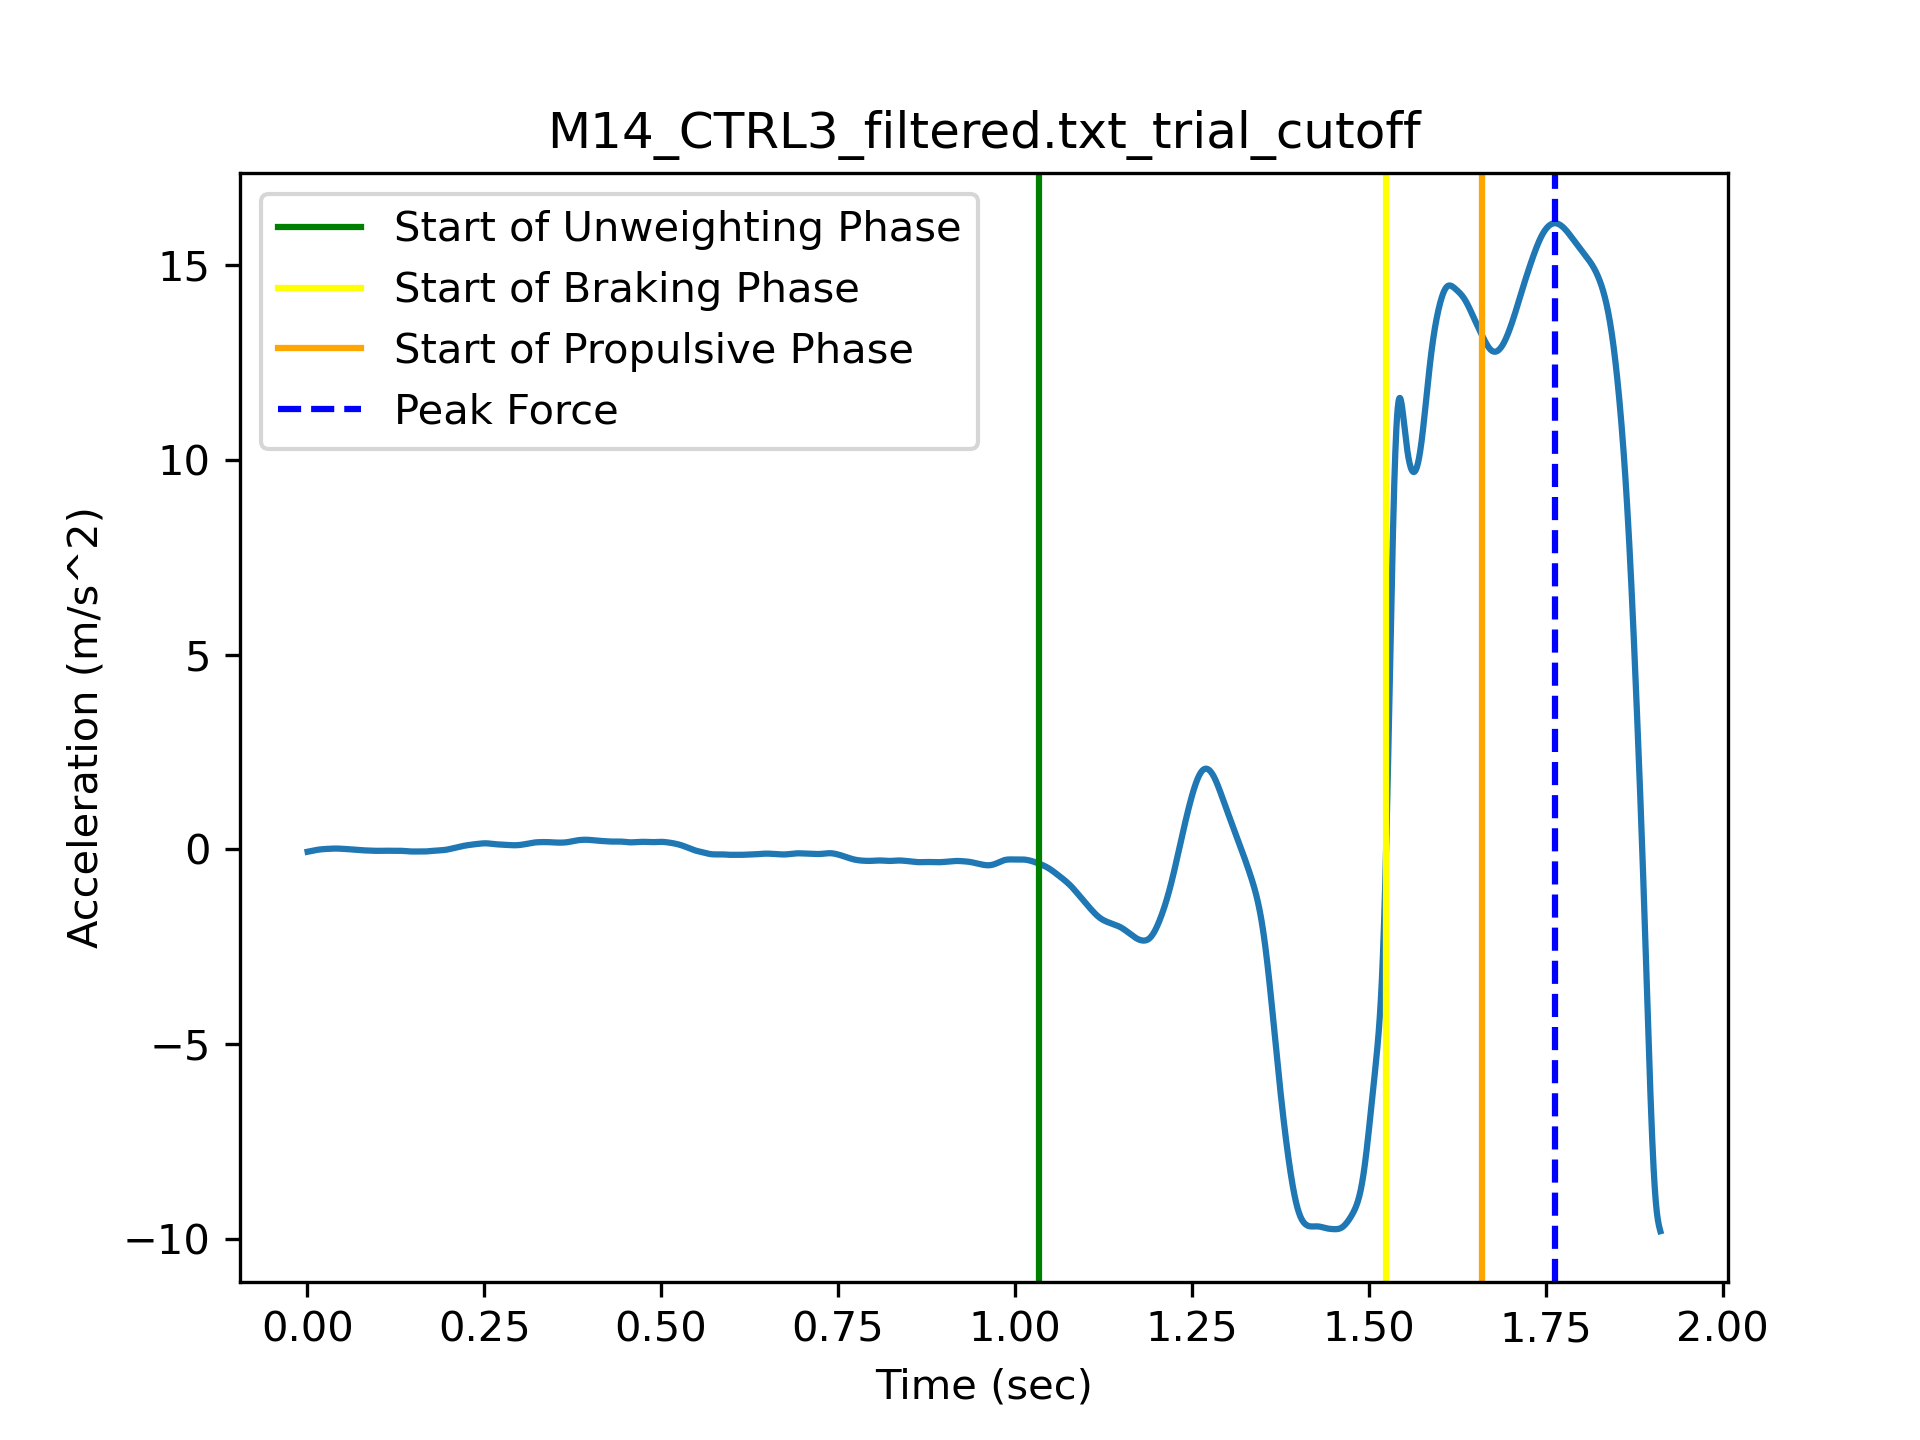 M14_CTRL3_filtered.txt_trial_cutoff
Start of Unweighting Phase
Start of Braking Phase
Start of Propulsive Phase
Peak Force
15
10
5
0
−5
−10
Acceleration (m/s^2)
0.00 0.25 0.50 0.75 1.00 1.25 1.50 1.75 2.00
Time (sec)